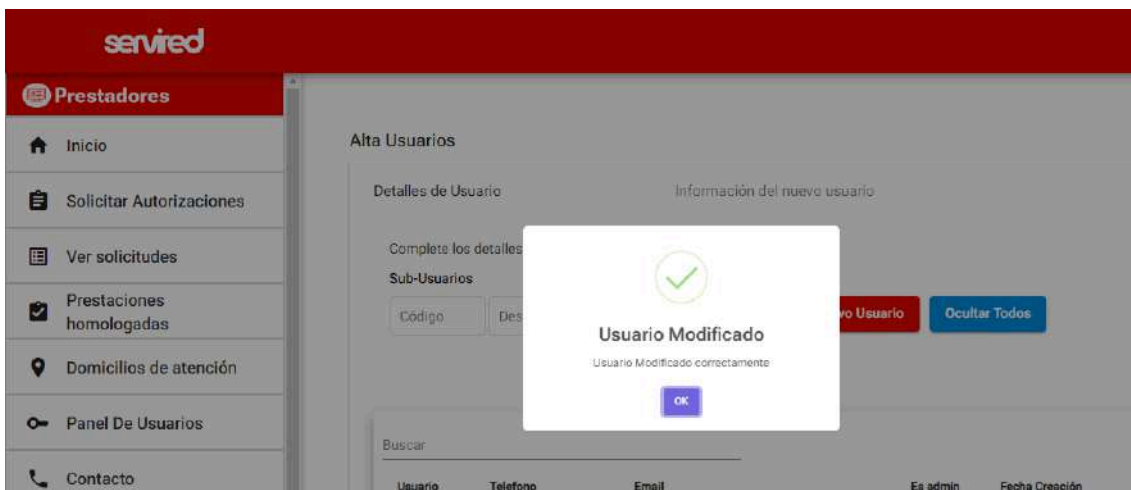 servired
Prestadores
Inicio
Solicitar Autorizaciones
Ver solicitudes
Prestaciones
homologadas
Domicilios de atención
Panel De Usuarios
Contacto
Alta Usuarios
Detalles de Usuario
Información del nuevo usuario
Complete los detalles
Sub-Usuarios
Código
Des
vo Usuario
Ocultar Todos
Usuario Modificado
Usuario Modificado correctamente
OK
Buscar
Usuario Telefono Email Es admin Fecha Creación